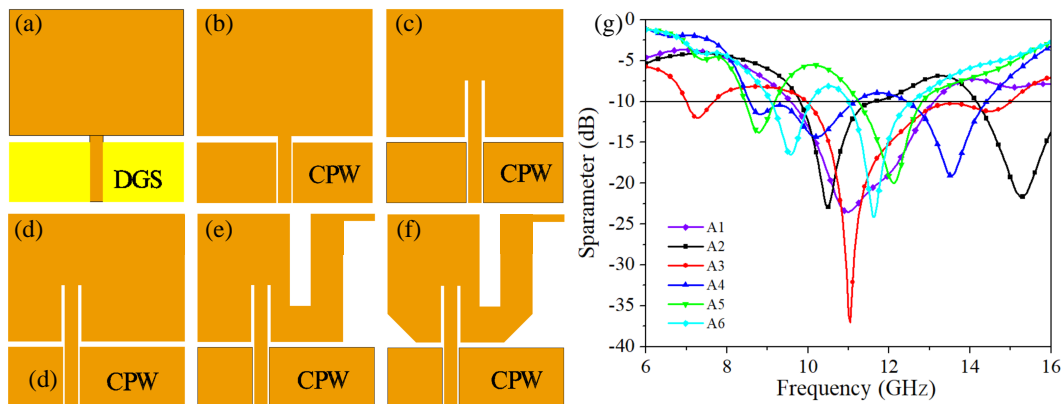 (a)
DGS
(b)
CPW
(c)
CPW
(d)
(d)
CPW
(e)
CPW
(f)
CPW
(g)
Sparameter (dB)
0
-5
-10
-15
-20
-25
-30
-35
-40
A1
A2
A3
A4
A5
A6
6 8 10 12 14 16
Frequency (GHz)